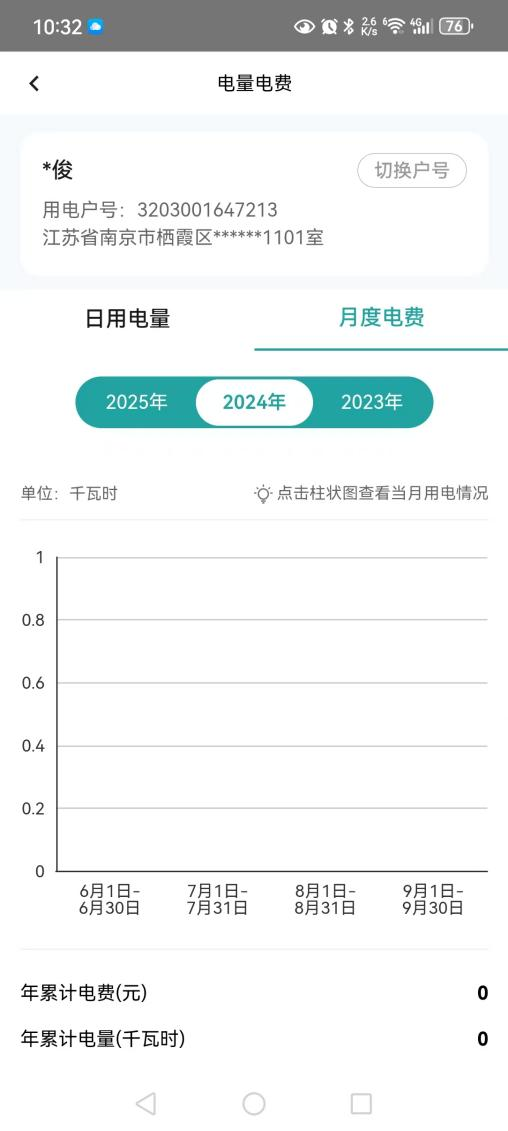 10:32
2.6 K/s 6 4G 76
电量电费
*俊
切换户号
用电户号：3203001647213
江苏省南京市栖霞区******1101室
日用电量 月度电费
2025年 2024年 2023年
单位：千瓦时
点击柱状图查看当月用电情况
1
0.8
0.6
0.4
0.2
0
6月1日-
6月30日
7月1日-
7月31日
8月1日-
8月31日
9月1日-
9月30日
年累计电费(元) 0
年累计电量(千瓦时) 0